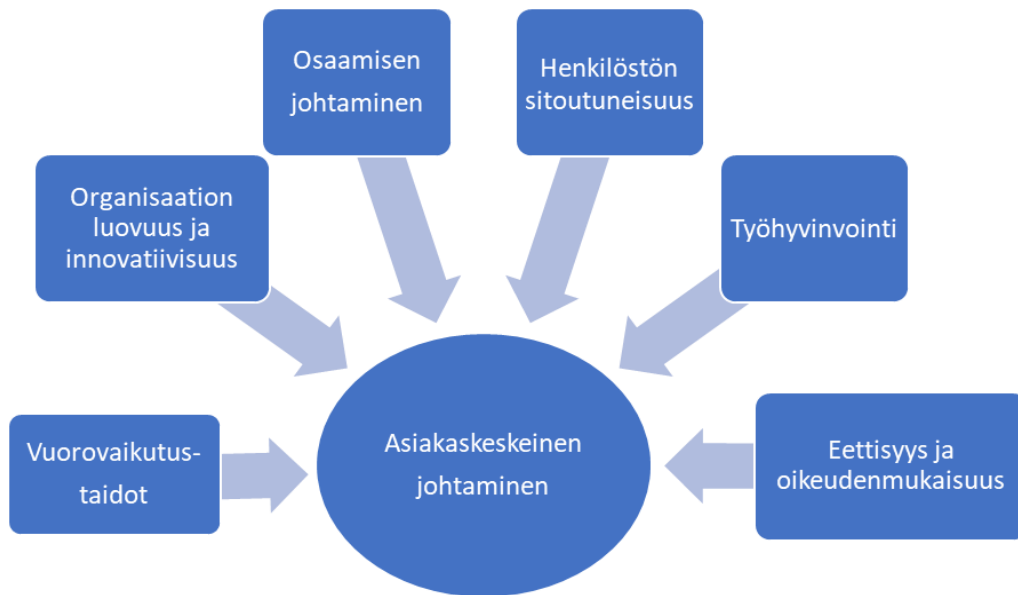 Osaamisen
johtaminen
Henkilöstön
sitoutuneisuus
Organisaation
luovuus ja
innovatiivisuus
Työhyvinvointi
Vuorovaikutus-
taidot
Asiakaskeskeinen
johtaminen
Eettisyys ja
oikeudenmukaisuus